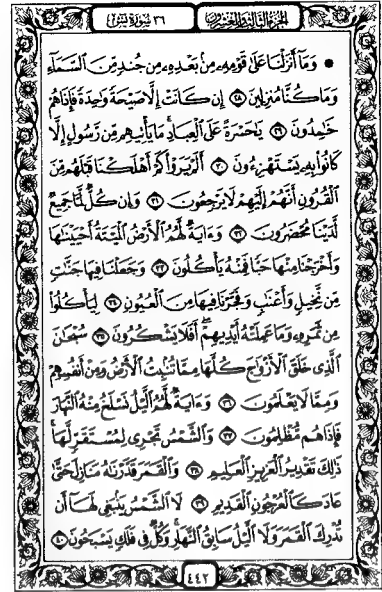 الجزء الثالث والعشرون
٣٦ سورة يس
۞ وَمَآ أَنزَلْنَا عَلَىٰ قَوْمِهِۦ مِنۢ بَعْدِهِۦ مِن جُندٍ مِّنَ ٱلسَّمَآءِ
وَمَا كُنَّا مُنزِلِينَ ٢٨ إِن كَانَتْ إِلَّا صَيْحَةً وَٰحِدَةً فَإِذَا هُمْ
خَٰمِدُونَ ٢٩ يَٰحَسْرَةً عَلَى ٱلْعِبَادِ مَا يَأْتِيهِم مِّن رَّسُولٍ إِلَّا
كَانُوا۟ بِهِۦ يَسْتَهْزِءُونَ ٣٠ أَلَمْ يَرَوْا۟ كَمْ أَهْلَكْنَا قَبْلَهُم مِّنَ
ٱلْقُرُونِ أَنَّهُمْ إِلَيْهِمْ لَا يَرْجِعُونَ ٣١ وَإِن كُلٌّ لَّمَّا جَمِيعٌ
لَّدَيْنَا مُحْضَرُونَ ٣٢ وَءَايَةٌ لَّهُمُ ٱلْأَرْضُ ٱلْمَيْتَةُ أَحْيَيْنَٰهَا
وَأَخْرَجْنَا مِنْهَا حَبًّا فَمِنْهُ يَأْكُلُونَ ٣٣ وَجَعَلْنَا فِيهَا جَنَّٰتٍ
مِّن نَّخِيلٍ وَأَعْنَٰبٍ وَفَجَّرْنَا فِيهَا مِنَ ٱلْعُيُونِ ٣٤ لِيَأْكُلُوا۟
مِن ثَمَرِهِۦ وَمَا عَمِلَتْهُ أَيْدِيهِمْ أَفَلَا يَشْكُرُونَ ٣٥ سُبْحَٰنَ
ٱلَّذِى خَلَقَ ٱلْأَزْوَٰجَ كُلَّهَا مِمَّا تُنۢبِتُ ٱلْأَرْضُ وَمِنْ أَنفُسِهِمْ
وَمِمَّا لَا يَعْلَمُونَ ٣٦ وَءَايَةٌ لَّهُمُ ٱلَّيْلُ نَسْلَخُ مِنْهُ ٱلنَّهَارَ
فَإِذَا هُم مُّظْلِمُونَ ٣٧ وَٱلشَّمْسُ تَجْرِى لِمُسْتَقَرٍّ لَّهَا
ذَٰلِكَ تَقْدِيرُ ٱلْعَزِيزِ ٱلْعَلِيمِ ٣٨ وَٱلْقَمَرَ قَدَّرْنَٰهُ مَنَازِلَ حَتَّىٰ
عَادَ كَٱلْعُرْجُونِ ٱلْقَدِيمِ ٣٩ لَا ٱلشَّمْسُ يَنۢبَغِى لَهَآ أَن
تُدْرِكَ ٱلْقَمَرَ وَلَا ٱلَّيْلُ سَابِقُ ٱلنَّهَارِ وَكُلٌّ فِى فَلَكٍ يَسْبَحُونَ ٤٠
٤٤٢